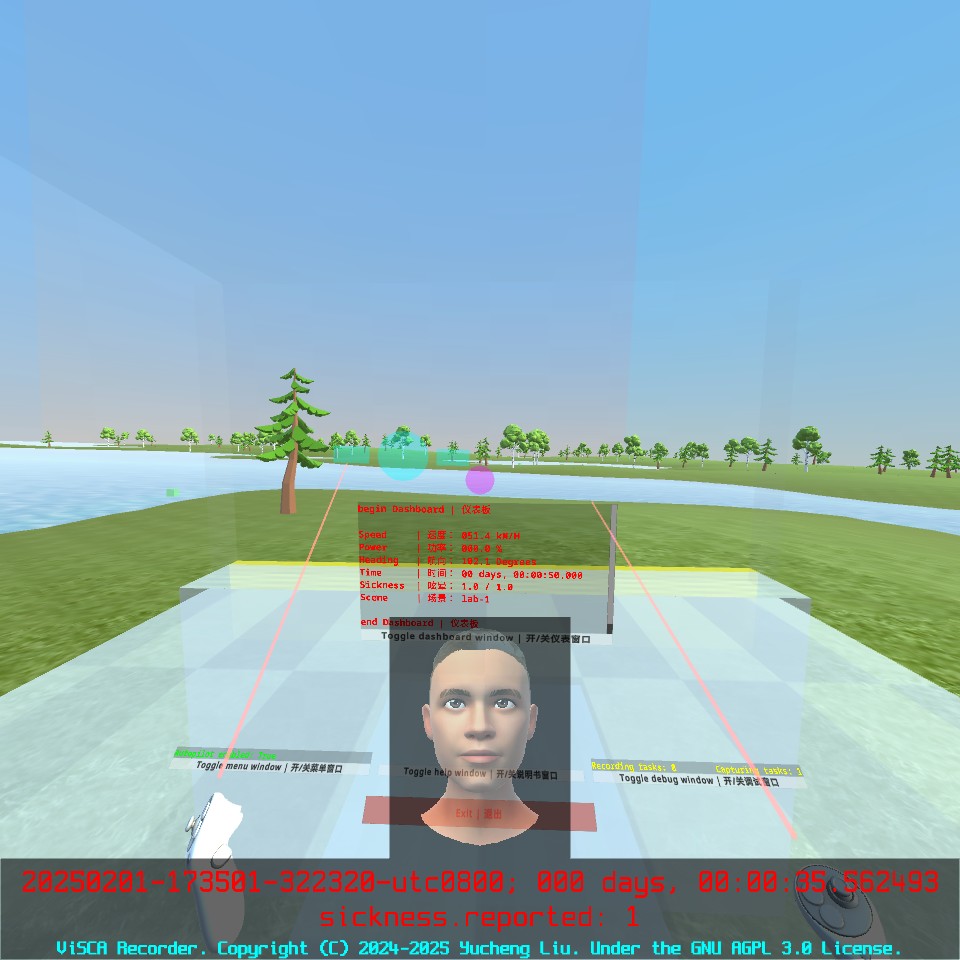 begin Dashboard | 仪表板
Speed | 速度： 051.4 kM/H
Power | 功率： 000.0 %
Heading | 航向： 192.1 Degrees
Time | 时间： 00 days, 00:00:50.000
Sickness | 眩晕： 1.0 / 1.0
Scene | 场景： lab-1
end Dashboard | 仪表板
Toggle dashboard window | 开/关仪表窗口
Autopilot enabled: True
Toggle menu window | 开/关菜单窗口
Toggle help window | 开/关说明书窗口
Recording tasks: 0 Capturing tasks: 1
Toggle debug window | 开/关调试窗口
Exit | 退出
20250201-173501-322320-utc0800; 000 days, 00:00:35.562493
sickness.reported: 1
ViSCA Recorder. Copyright (C) 2024-2025 Yucheng Liu. Under the GNU AGPL 3.0 License.